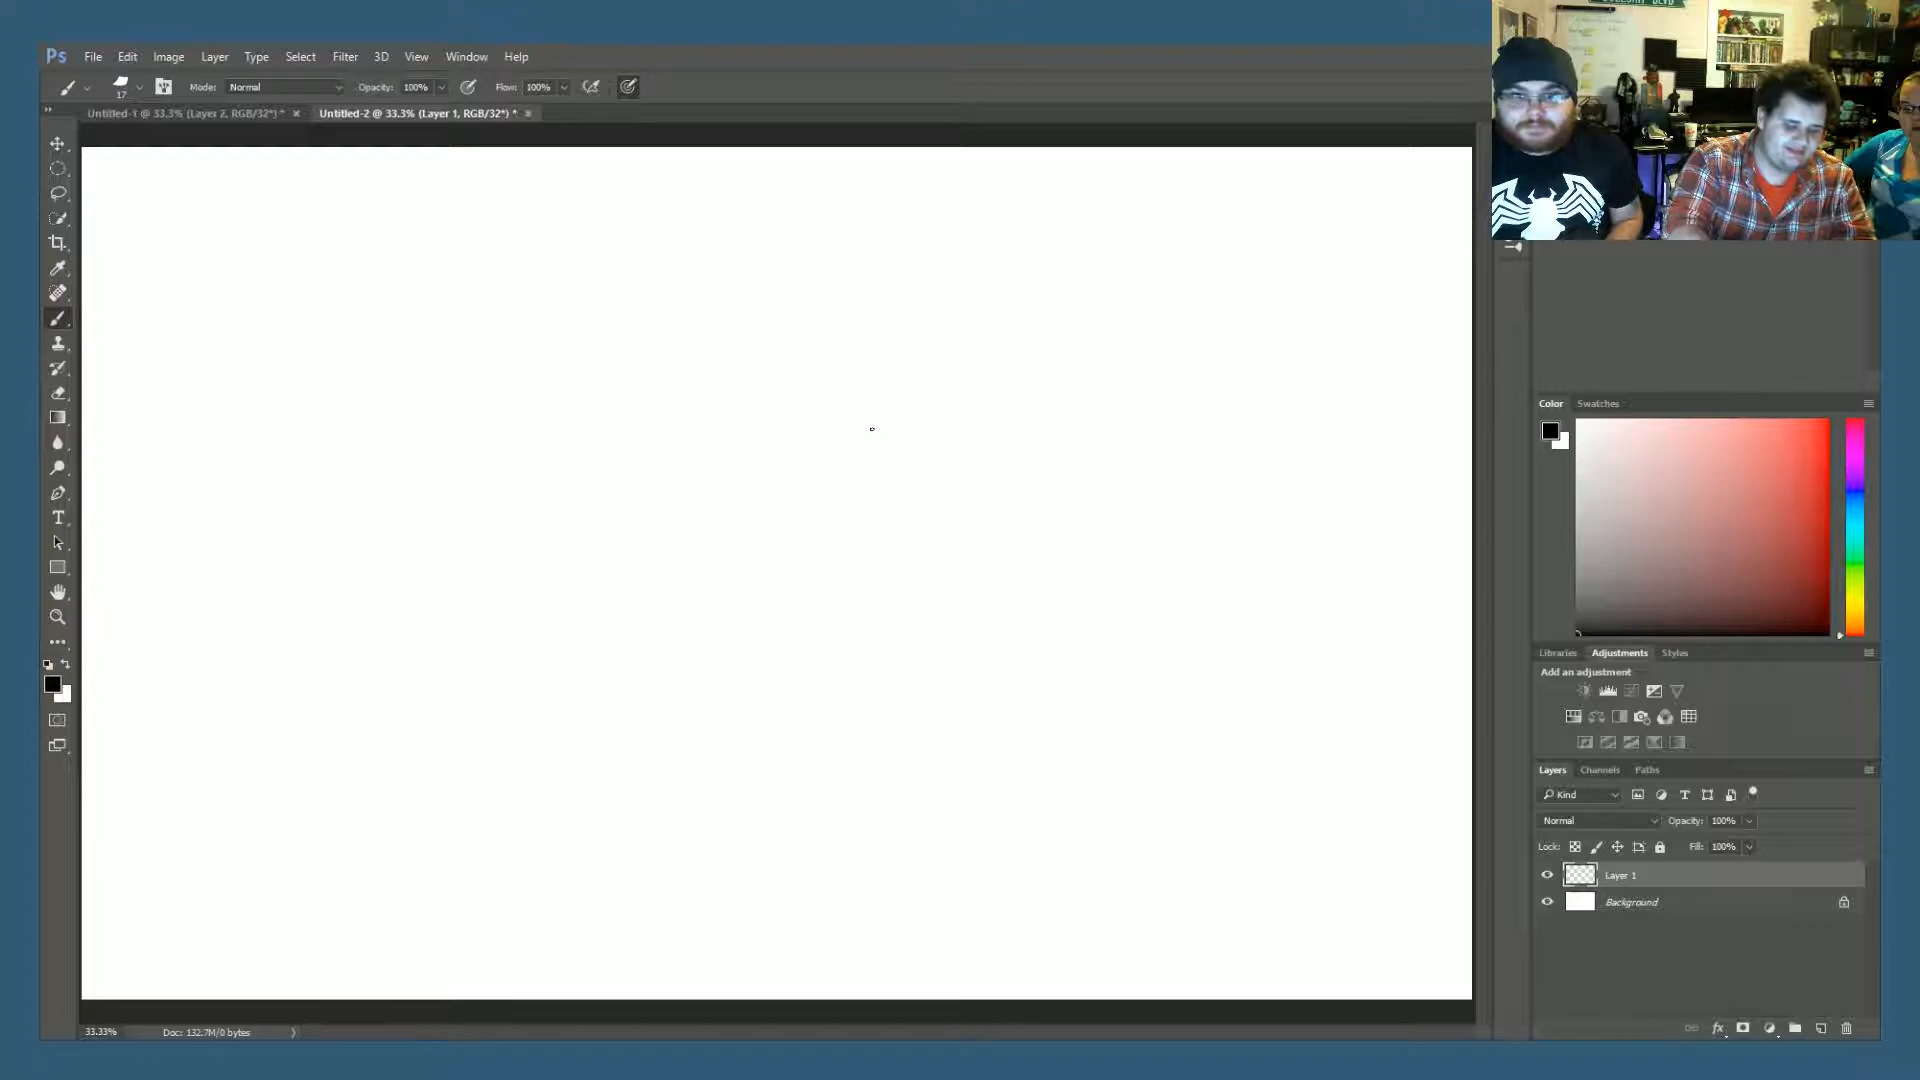 Ps File Edit Image Layer Type Select Filter 3D View Window Help
17 Mode: Normal Opacity: 100% Flow: 100%
Untitled-1 @ 33.3% (Layer 2, RGB/32*) * × Untitled-2 @ 33.3% (Layer 1, RGB/32*) * ×
Color Swatches
Libraries Adjustments Styles
Add an adjustment
Layers Channels Paths
Kind
Normal Opacity: 100%
Lock: Fill: 100%
Layer 1
Background
33.33% Doc: 132.7M/0 bytes